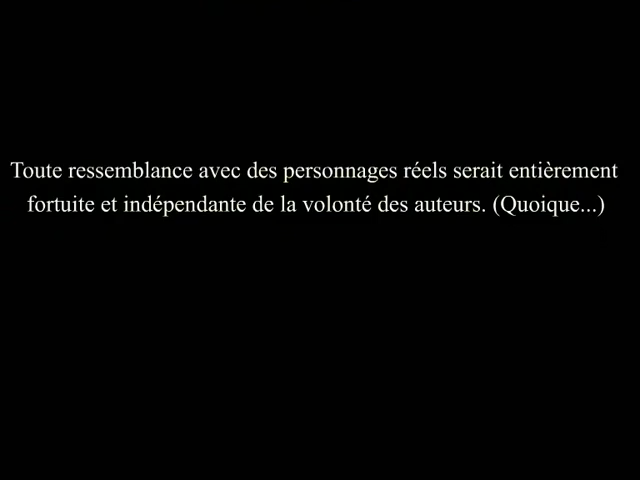 Toute ressemblance avec des personnages réels serait entièrement
fortuite et indépendante de la volonté des auteurs. (Quoique...)